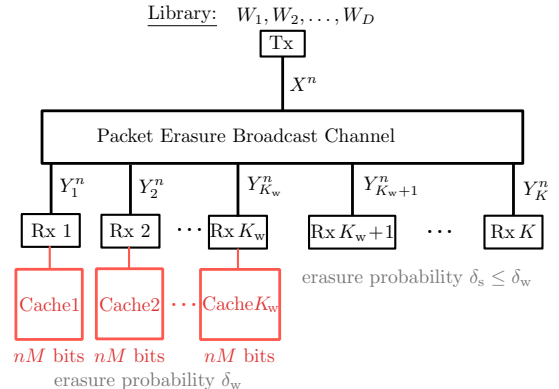 Library: W_1, W_2, . . . , W_D
Tx
X^n
Packet Erasure Broadcast Channel
Y_1^n Y_2^n Y_{K_w}^n Y_{K_w+1}^n Y_K^n
Rx 1 Rx 2 ··· Rx K_w Rx K_w+1 ··· Rx K
Cache1 Cache2 ··· CacheK_w
erasure probability δ_s ≤ δ_w
nM bits nM bits nM bits
erasure probability δ_w